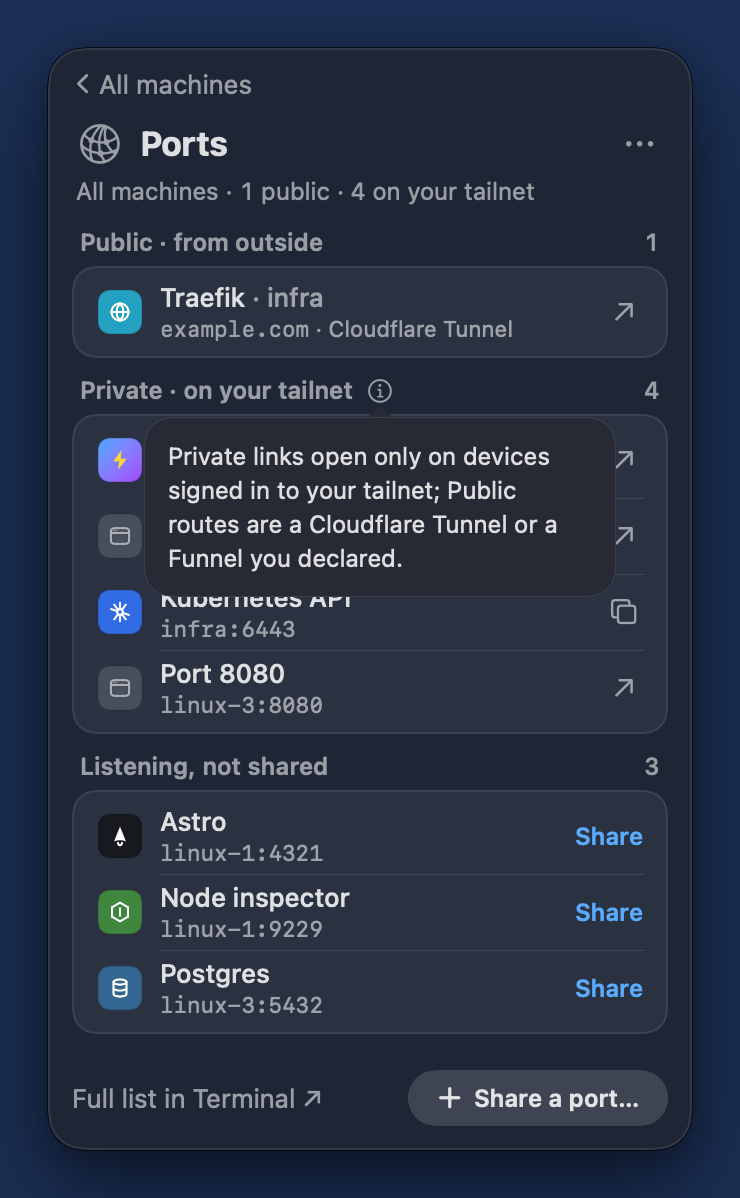 All machines
Ports
All machines · 1 public · 4 on your tailnet
Public · from outside 1
Traefik · infra
example.com · Cloudflare Tunnel
Private · on your tailnet 4
Private links open only on devices
signed in to your tailnet; Public
routes are a Cloudflare Tunnel or a
Funnel you declared.
Kubernetes API
infra:6443
Port 8080
linux-3:8080
Listening, not shared 3
Astro
linux-1:4321
Share
Node inspector
linux-1:9229
Share
Postgres
linux-3:5432
Share
Full list in Terminal ↗
+ Share a port...